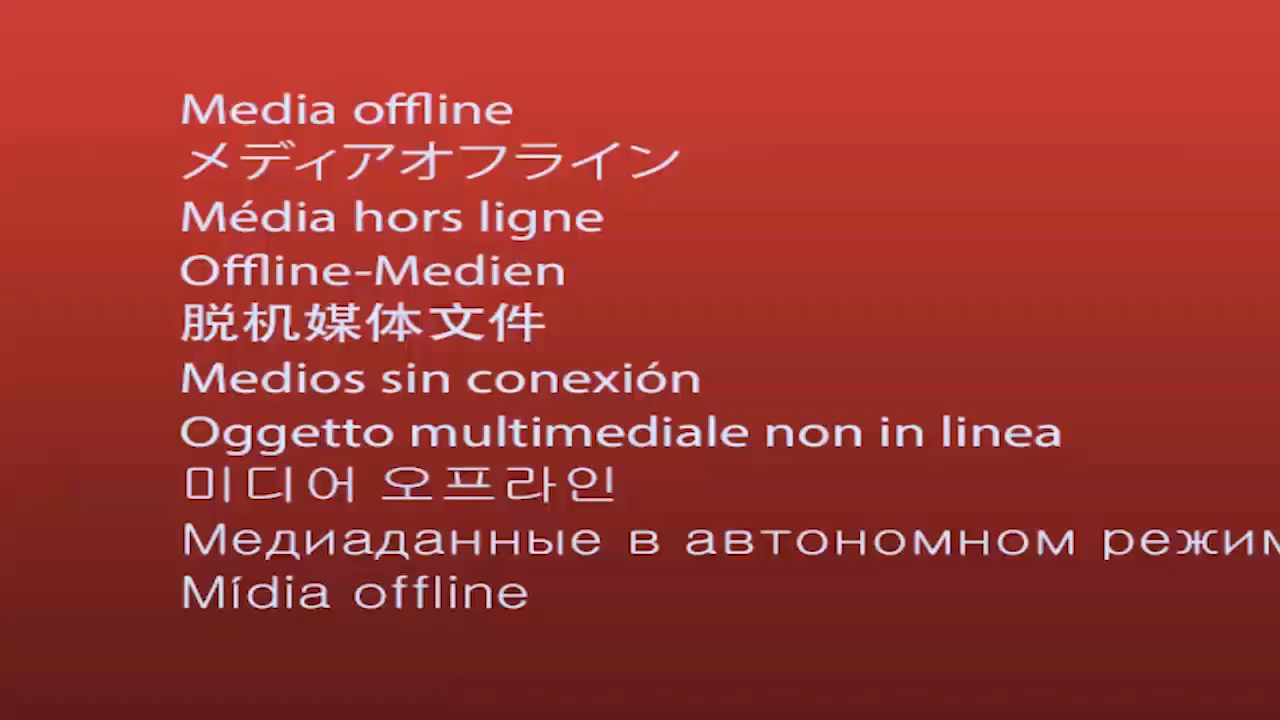 Media offline
メディアオフライン
Média hors ligne
Offline-Medien
脱机媒体文件
Medios sin conexión
Oggetto multimediale non in linea
미디어 오프라인
Медиаданные в автономном
Mídia offline